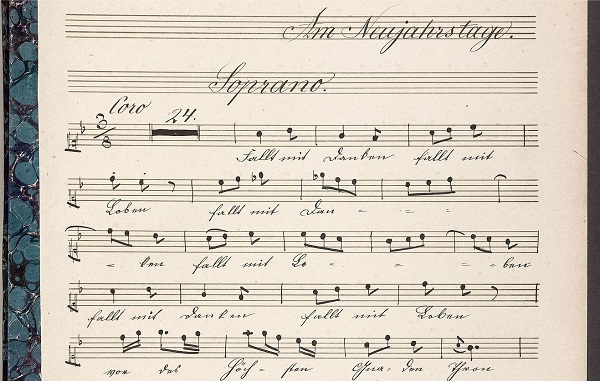 Am Neujahrstage.
Soprano.
Coro 24.
3/8
Fallt mit Danken fallt mit
Loben fallt mit Dan - - -
- ken fallt mit Lo - - - ben
fallt mit Danken fallt mit Loben
vor des Höch - sten Gna - den Thron